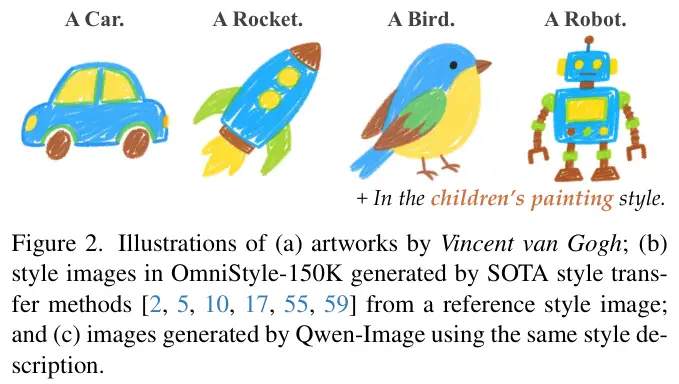 A Car. A Rocket. A Bird. A Robot.
+ In the children's painting style.
Figure 2. Illustrations of (a) artworks by Vincent van Gogh; (b)
style images in OmniStyle-150K generated by SOTA style trans-
fer methods [2, 5, 10, 17, 55, 59] from a reference style image;
and (c) images generated by Qwen-Image using the same style de-
scription.